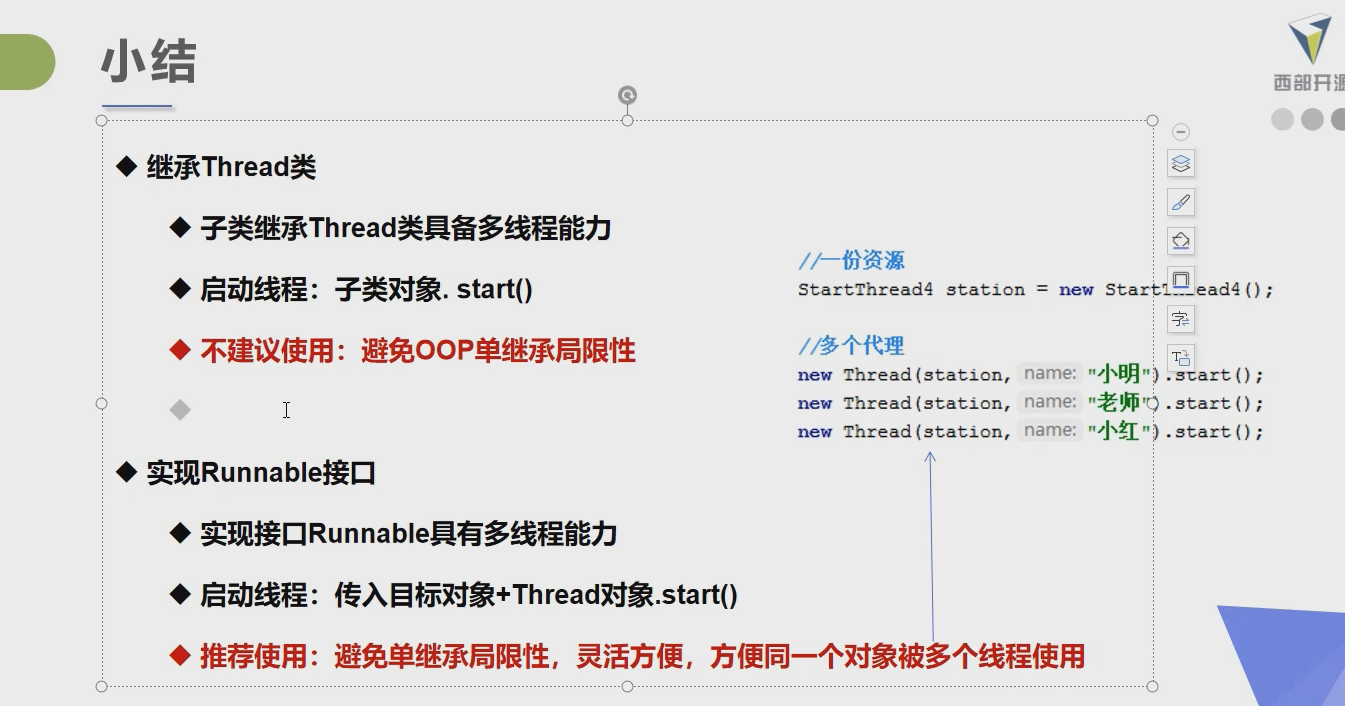 小结
西部开源
继承Thread类
子类继承Thread类具备多线程能力
启动线程：子类对象. start()
不建议使用：避免OOP单继承局限性
实现Runnable接口
实现接口Runnable具有多线程能力
启动线程：传入目标对象+Thread对象.start()
推荐使用：避免单继承局限性，灵活方便，方便同一个对象被多个线程使用
//一份资源
StartThread4 station = new StartThread4();
//多个代理
new Thread(station, name: "小明").start();
new Thread(station, name: "老师").start();
new Thread(station, name: "小红").start();